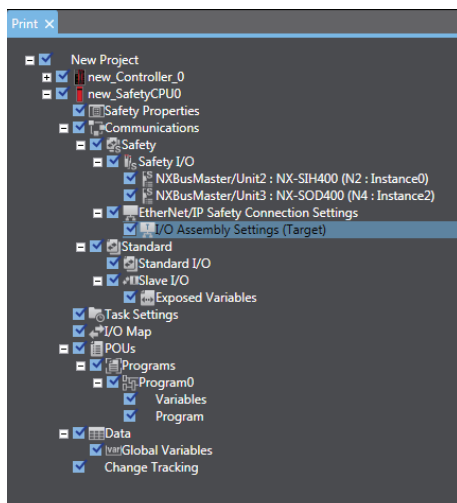 Print
New Project
new_Controller_0
new_SafetyCPU0
Safety Properties
Communications
Safety
Safety I/O
NXBusMaster/Unit2 : NX-SIH400 (N2 : Instance0)
NXBusMaster/Unit3 : NX-SOD400 (N4 : Instance2)
EtherNet/IP Safety Connection Settings
I/O Assembly Settings (Target)
Standard
Standard I/O
Slave I/O
Exposed Variables
Task Settings
I/O Map
POUs
Programs
Program0
Variables
Program
Data
Global Variables
Change Tracking